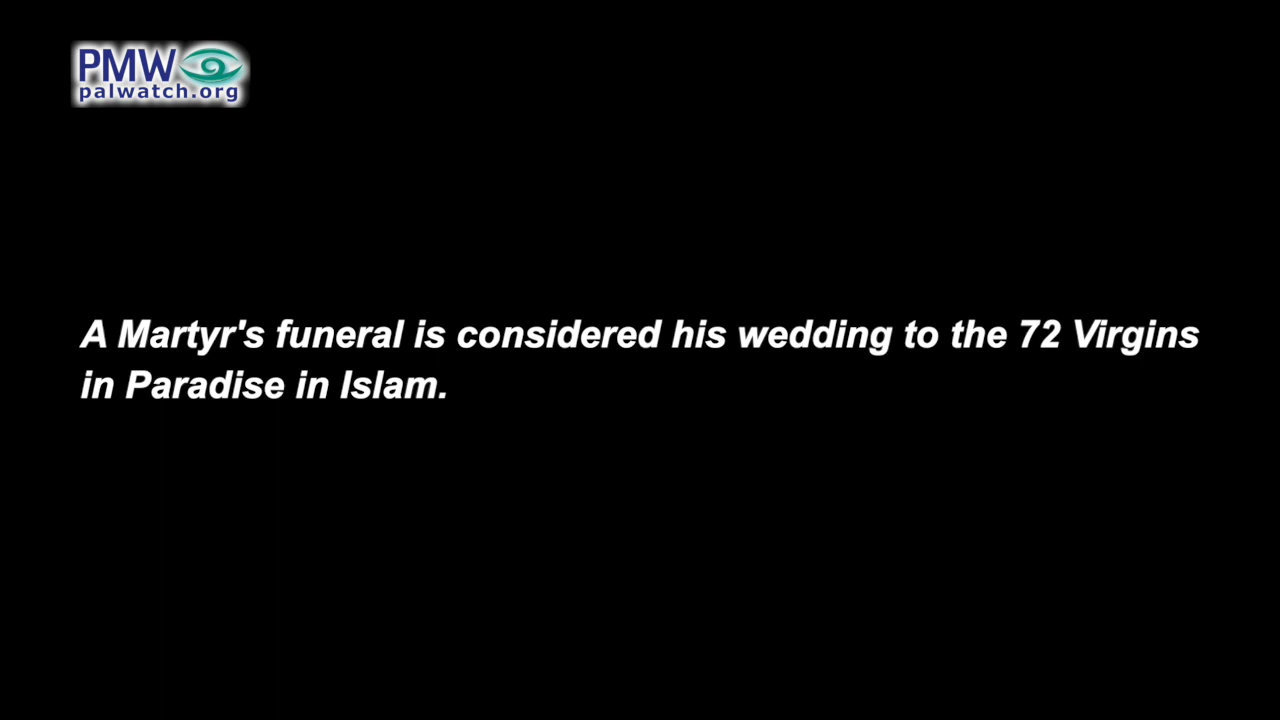 PMW
palwatch.org
A Martyr's funeral is considered his wedding to the 72 Virgins
in Paradise in Islam.